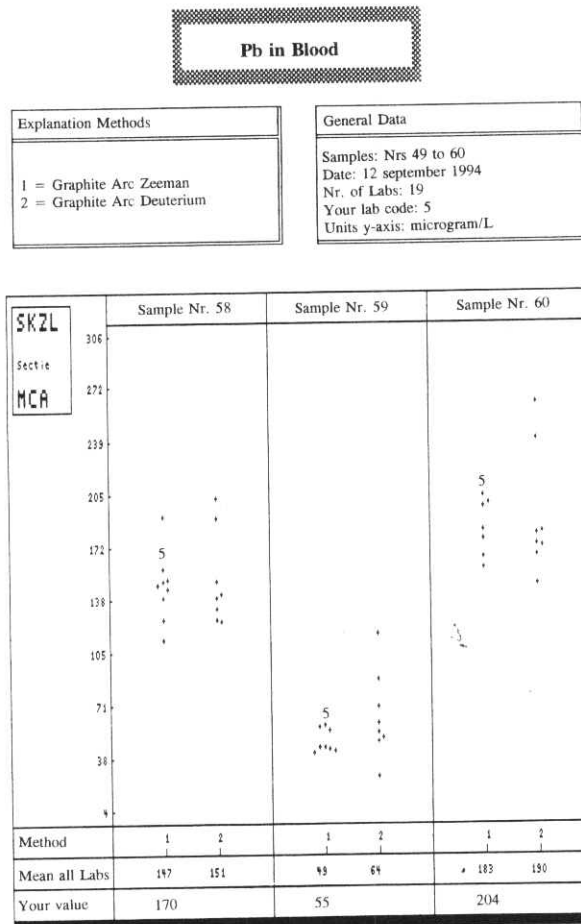 Pb in Blood
Explanation Methods
1 = Graphite Arc Zeeman
2 = Graphite Arc Deuterium
General Data
Samples: Nrs 49 to 60
Date: 12 september 1994
Nr. of Labs: 19
Your lab code: 5
Units y-axis: microgram/L
SKZL
Sectie
MCA
Sample Nr. 58 Sample Nr. 59 Sample Nr. 60
306
272
239
205
172
138
105
71
38
4
5
5
5
Method 1 2 1 2 1 2
Mean all Labs 147 151 49 64 183 190
Your value 170 55 204